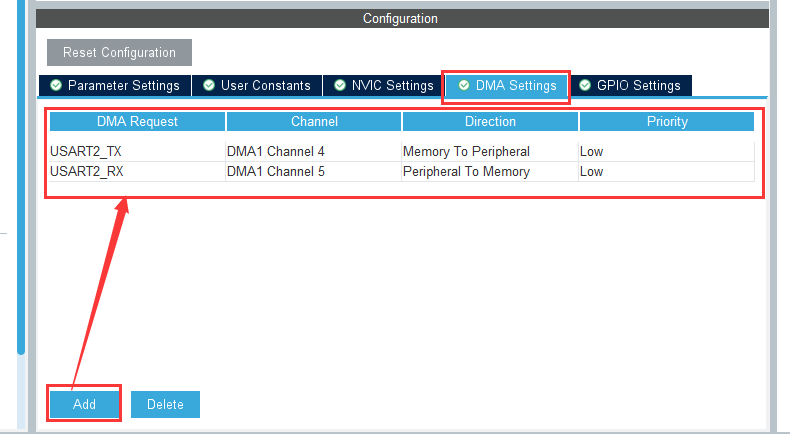 Configuration
Reset Configuration
Parameter Settings User Constants NVIC Settings DMA Settings GPIO Settings
DMA Request Channel Direction Priority
USART2_TX DMA1 Channel 4 Memory To Peripheral Low
USART2_RX DMA1 Channel 5 Peripheral To Memory Low
Add Delete